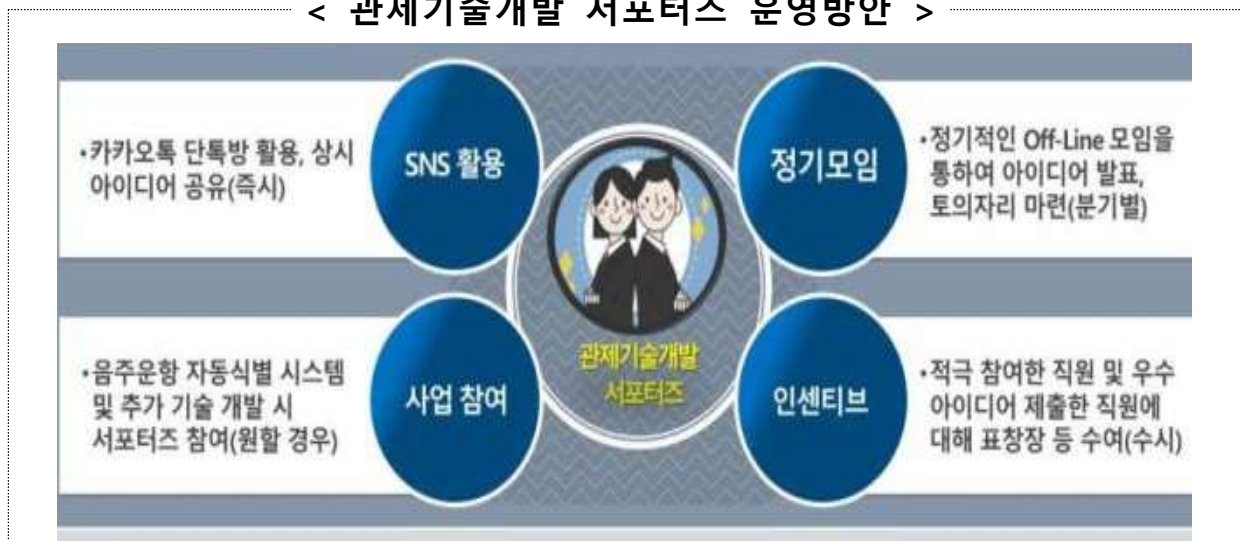 < 관제기술개발 서포터즈 운영방안 >
•카카오톡 단톡방 활용, 상시
아이디어 공유(즉시)
SNS 활용
정기모임
•정기적인 Off-Line 모임을
통하여 아이디어 발표,
토의자리 마련(분기별)
관제기술개발
서포터즈
•음주운항 자동식별 시스템
및 추가 기술 개발 시
서포터즈 참여(원할 경우)
사업 참여
인센티브
•적극 참여한 직원 및 우수
아이디어 제출한 직원에
대해 표창장 등 수여(수시)